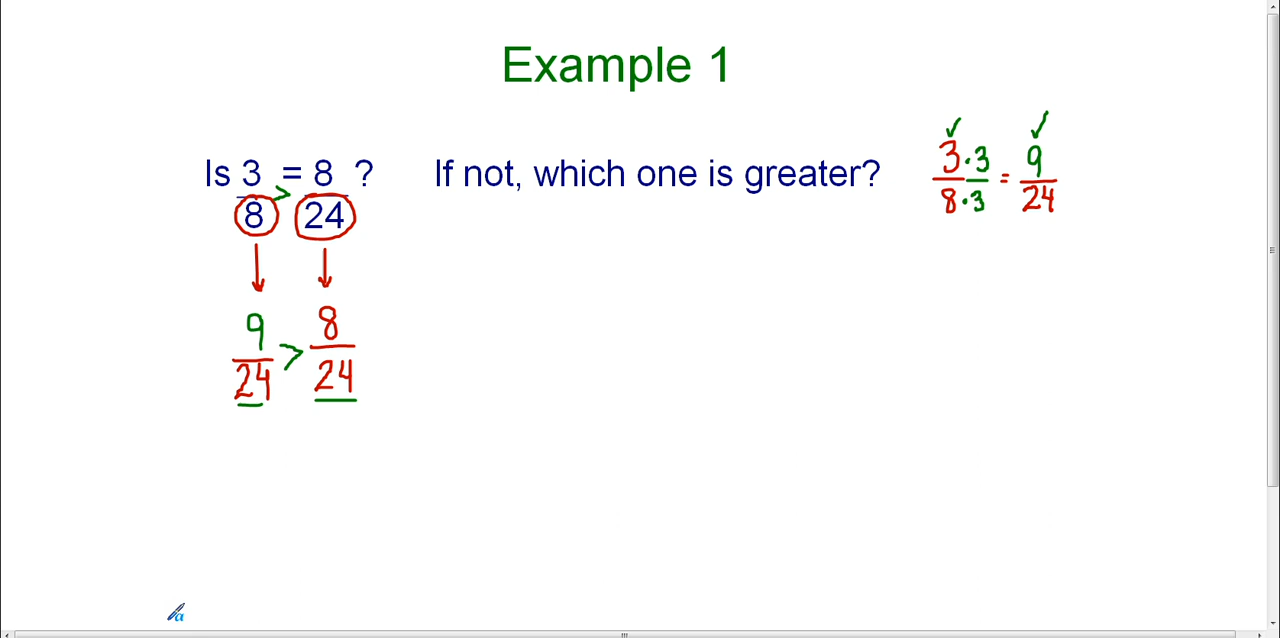 Example 1
Is 3 = 8 ? If not, which one is greater?
>
8 24
3 · 3 = 9
8 · 3 24
9 > 8
24 24